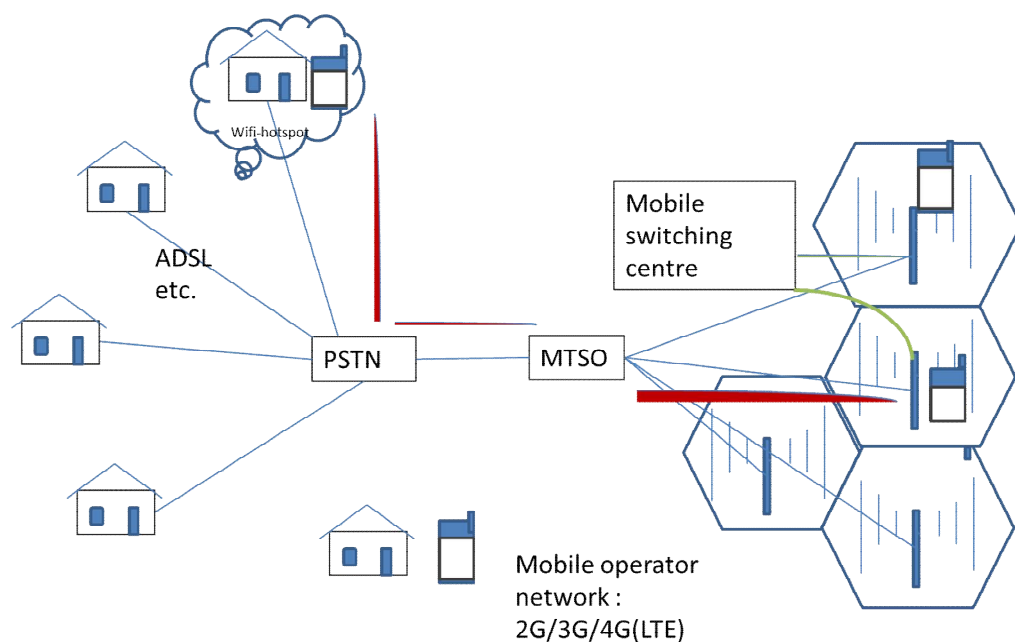 Wifi-hotspot
ADSL
etc.
Mobile
switching
centre
PSTN
MTSO
Mobile operator
network :
2G/3G/4G(LTE)